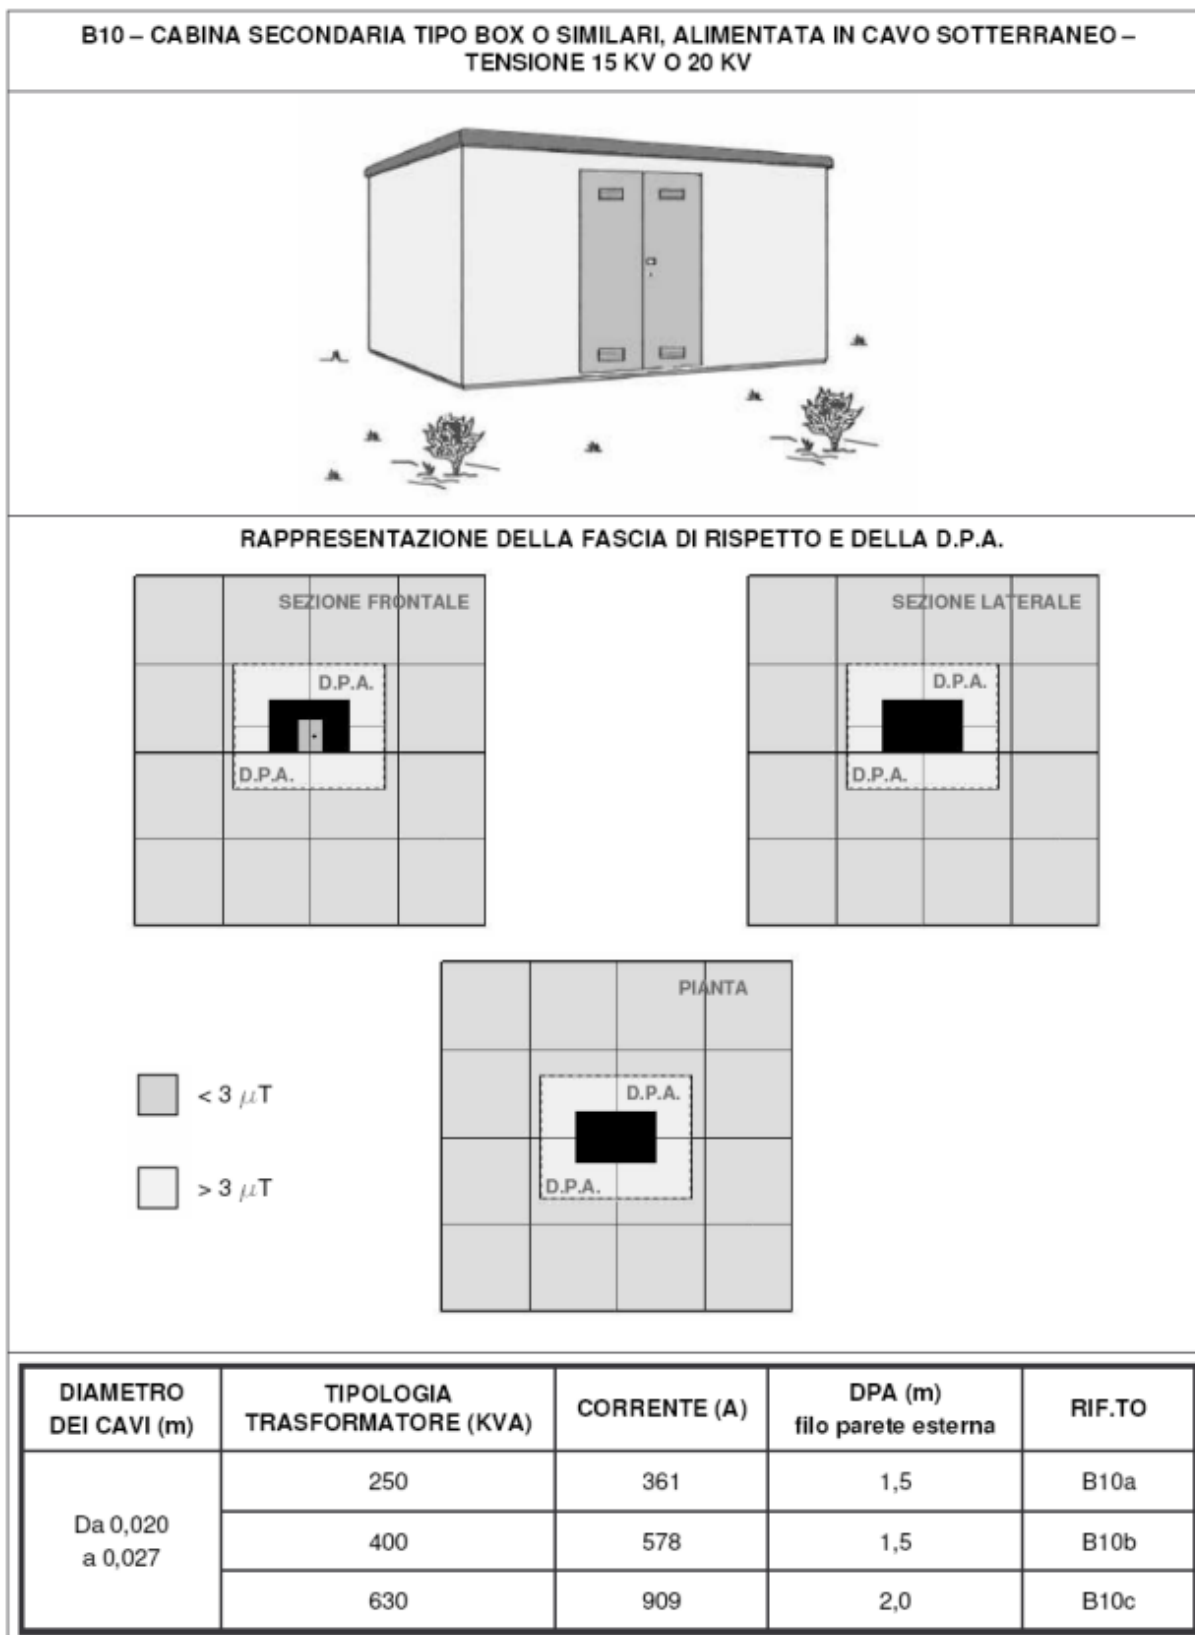 B10 – CABINA SECONDARIA TIPO BOX O SIMILARI, ALIMENTATA IN CAVO SOTTERRANEO –
TENSIONE 15 KV O 20 KV
RAPPRESENTAZIONE DELLA FASCIA DI RISPETTO E DELLA D.P.A.
SEZIONE FRONTALE
D.P.A.
D.P.A.
SEZIONE LATERALE
D.P.A.
D.P.A.
PIANTA
D.P.A.
D.P.A.
< 3 μT
> 3 μT
DIAMETRO
DEI CAVI (m)
TIPOLOGIA
TRASFORMATORE (KVA)
CORRENTE (A)
DPA (m)
filo parete esterna
RIF.TO
Da 0,020
a 0,027
250
361
1,5
B10a
400
578
1,5
B10b
630
909
2,0
B10c